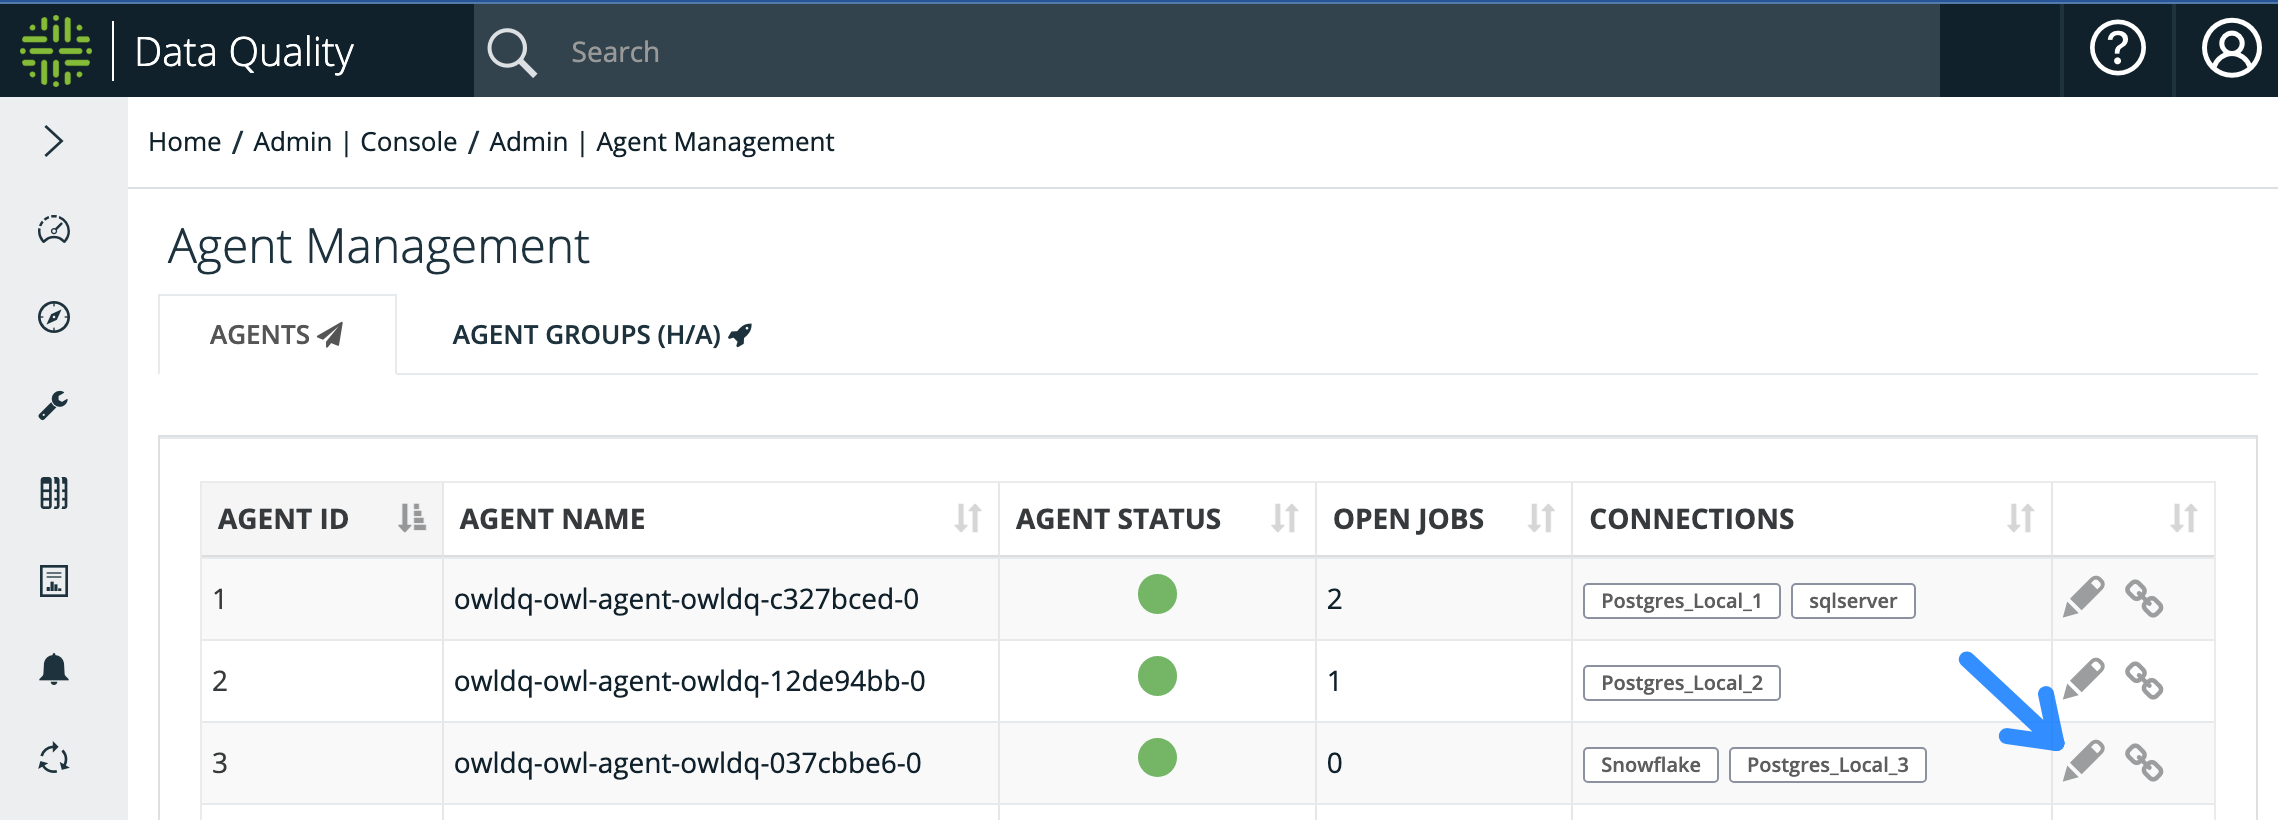 Data Quality
Search
Home / Admin | Console / Admin | Agent Management
Agent Management
AGENTS AGENT GROUPS (H/A)
AGENT ID AGENT NAME AGENT STATUS OPEN JOBS CONNECTIONS
1 owldq-owl-agent-owldq-c327bced-0 2 Postgres_Local_1 sqlserver
2 owldq-owl-agent-owldq-12de94bb-0 1 Postgres_Local_2
3 owldq-owl-agent-owldq-037cbbe6-0 0 Snowflake Postgres_Local_3